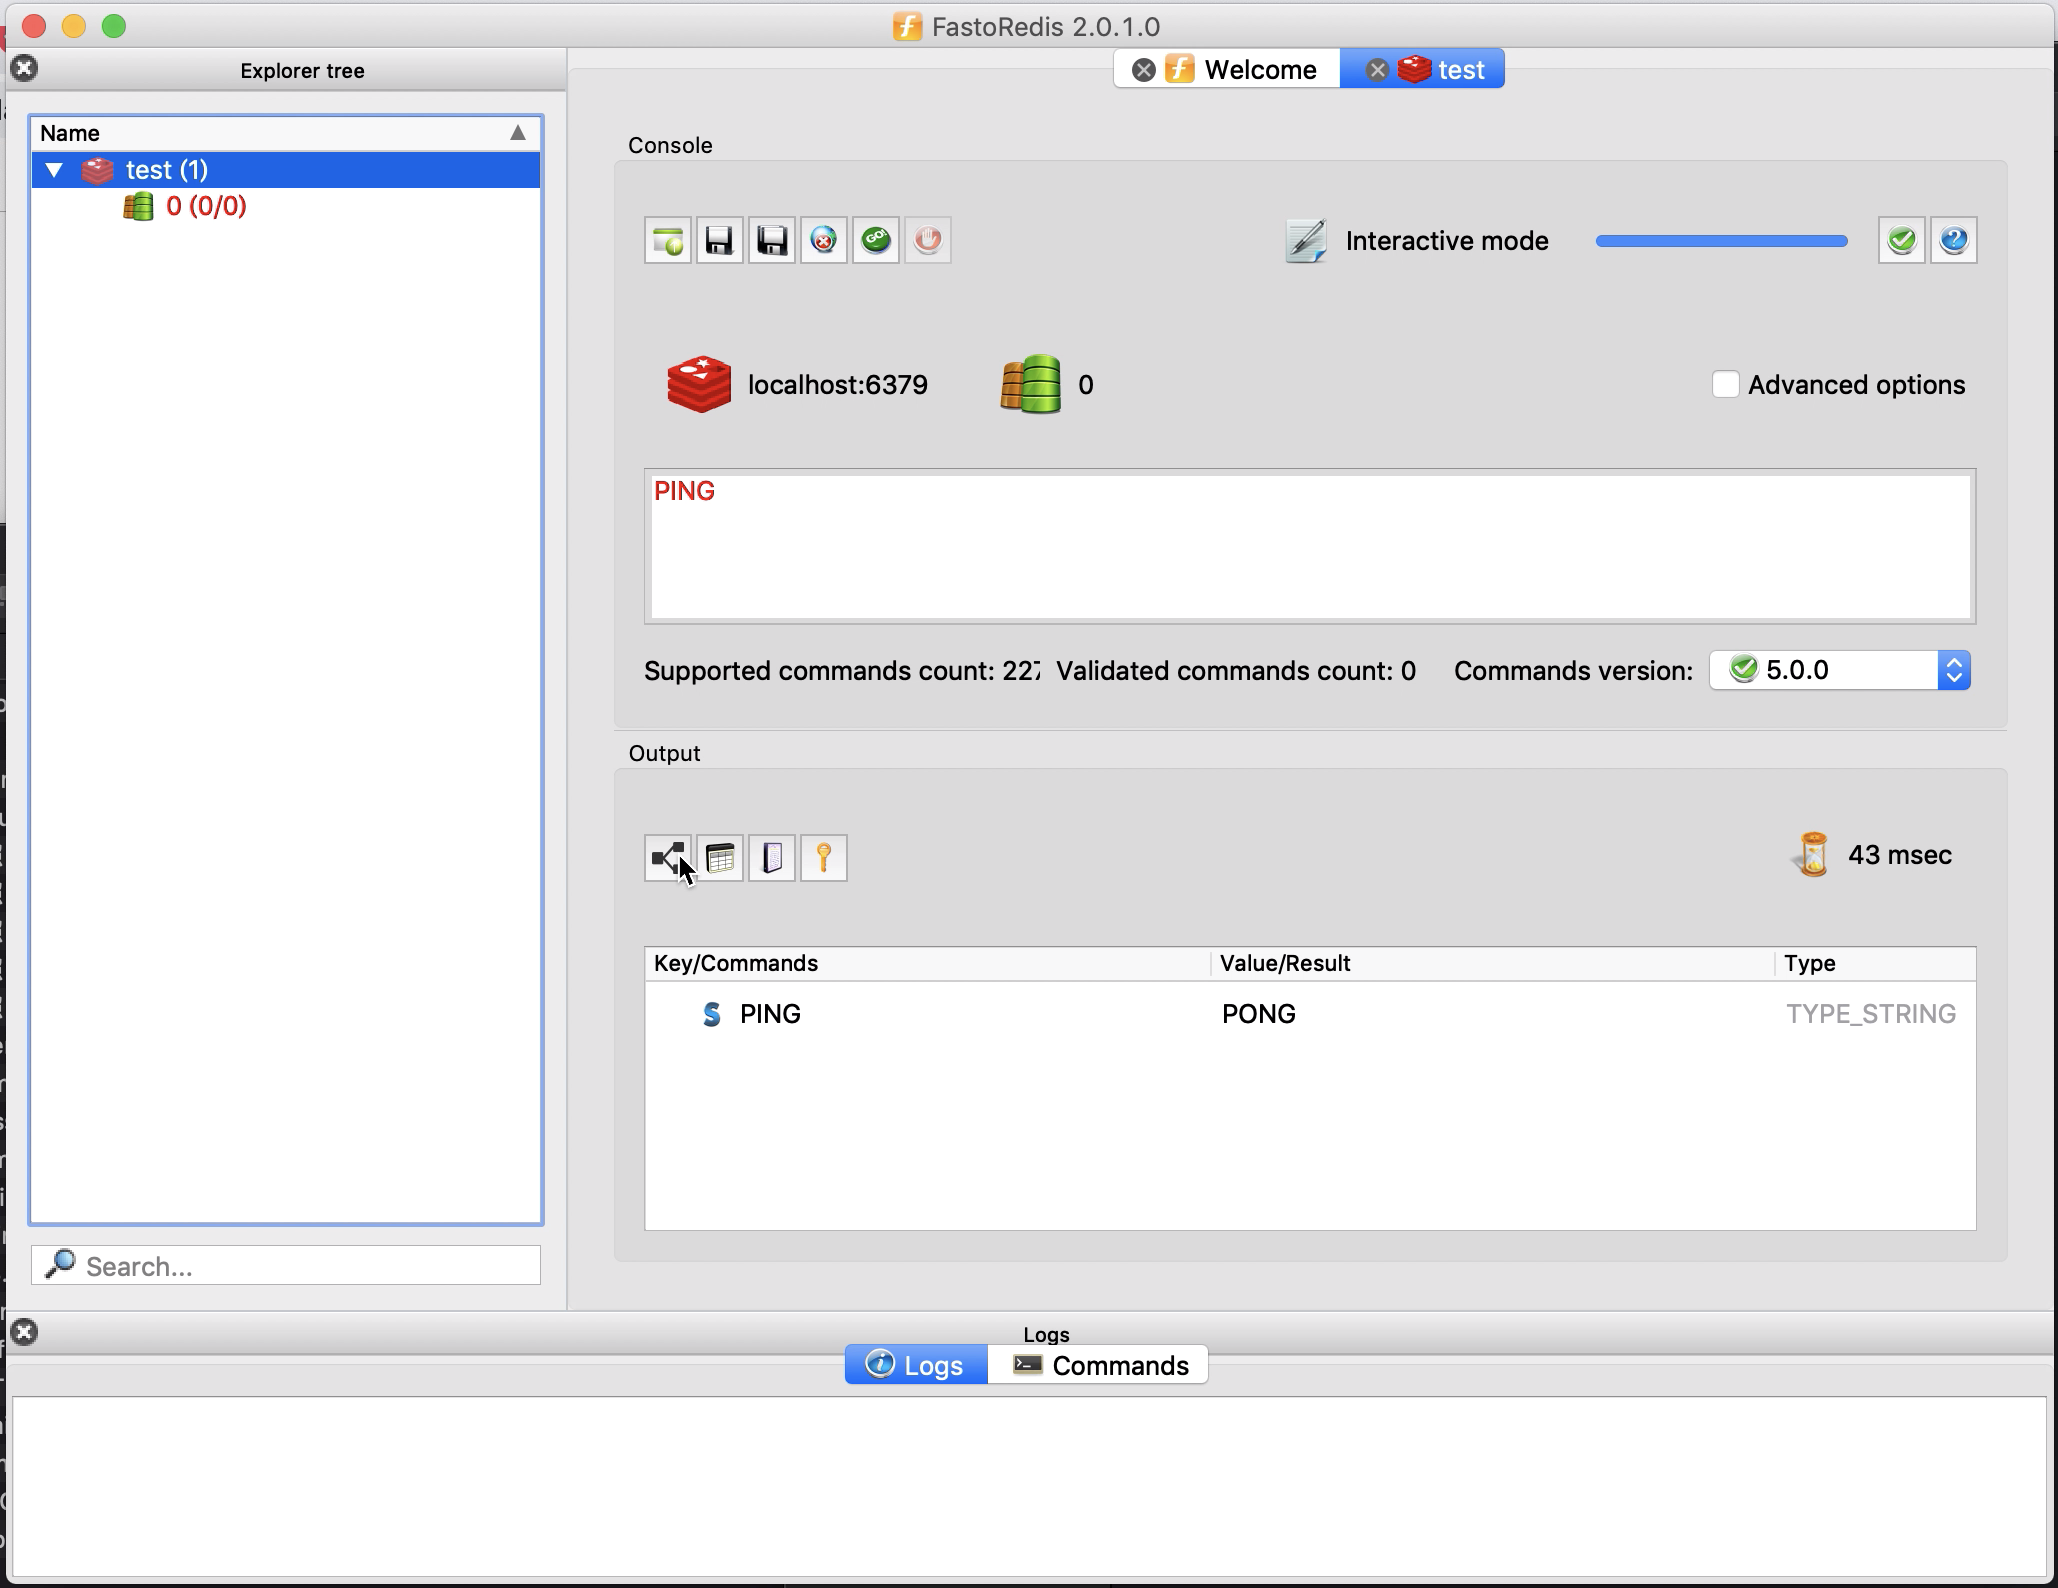 FastoRedis 2.0.1.0
Explorer tree
Welcome
test
Name
test (1)
0 (0/0)
Search...
Console
GO!
Interactive mode
localhost:6379
0
Advanced options
PING
Supported commands count: 227
Validated commands count: 0
Commands version:
5.0.0
Output
43 msec
Key/Commands
Value/Result
Type
PING
PONG
TYPE_STRING
Logs
Logs
Commands